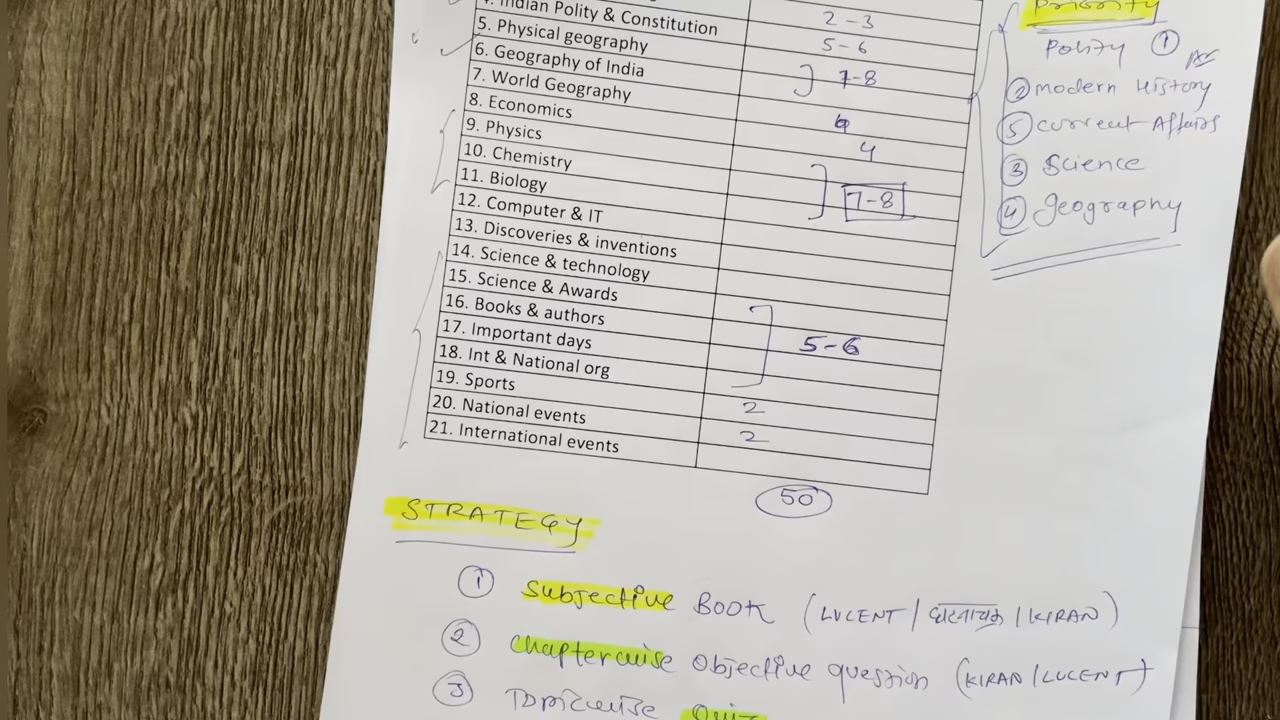 4. Indian Polity & Constitution
2-3
5. Physical geography
5-6
6. Geography of India
7-8
7. World Geography
8. Economics
9. Physics
4
10. Chemistry
11. Biology
7-8
12. Computer & IT
13. Discoveries & inventions
14. Science & technology
15. Science & Awards
16. Books & authors
17. Important days
5-6
18. Int & National org
19. Sports
20. National events
2
21. International events
2
50
Priority
Polity ①
② modern History
⑤ current Affairs
③ Science
④ geography
STRATEGY
① Subjective BOOK (LUCENT / घटनाचक्र / KIRAN)
② Chapterwise Objective question (KIRAN/LUCENT)
③ Topicwise Quiz